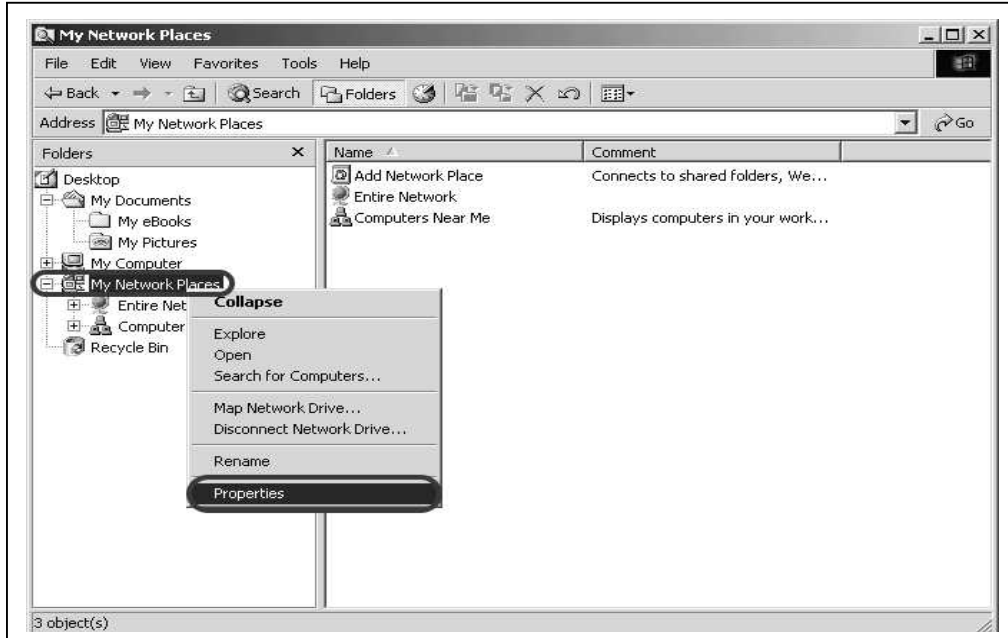 My Network Places
File Edit View Favorites Tools Help
Back Search Folders
Address My Network Places Go
Folders
Name Comment
Desktop
My Documents
My eBooks
My Pictures
My Computer
My Network Places
Entire Net
Computer
Recycle Bin
Add Network Place Connects to shared folders, We...
Entire Network
Computers Near Me Displays computers in your work...
Collapse
Explore
Open
Search for Computers...
Map Network Drive...
Disconnect Network Drive...
Rename
Properties
3 object(s)